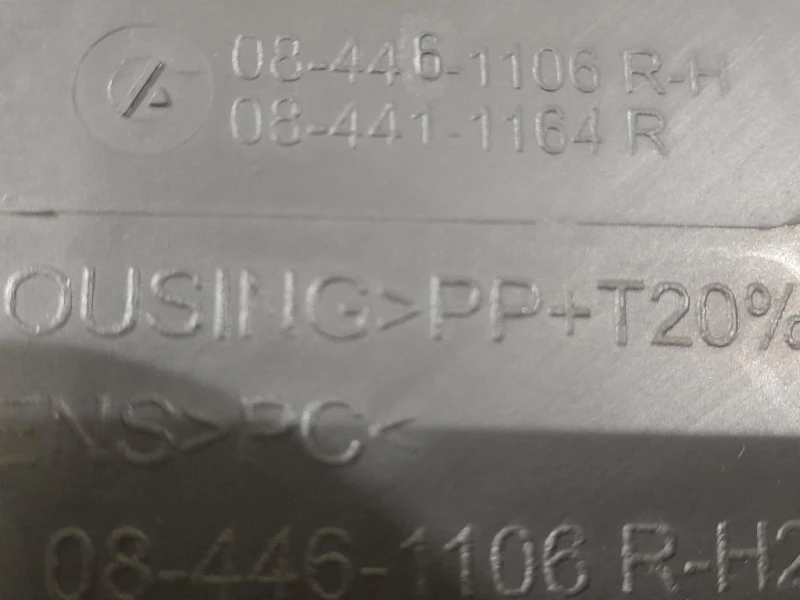 08-446-1106 R-H
08-441-1164 R
OUSING>PP+T20%
ENS>PC<
08-446-1106 R-H2